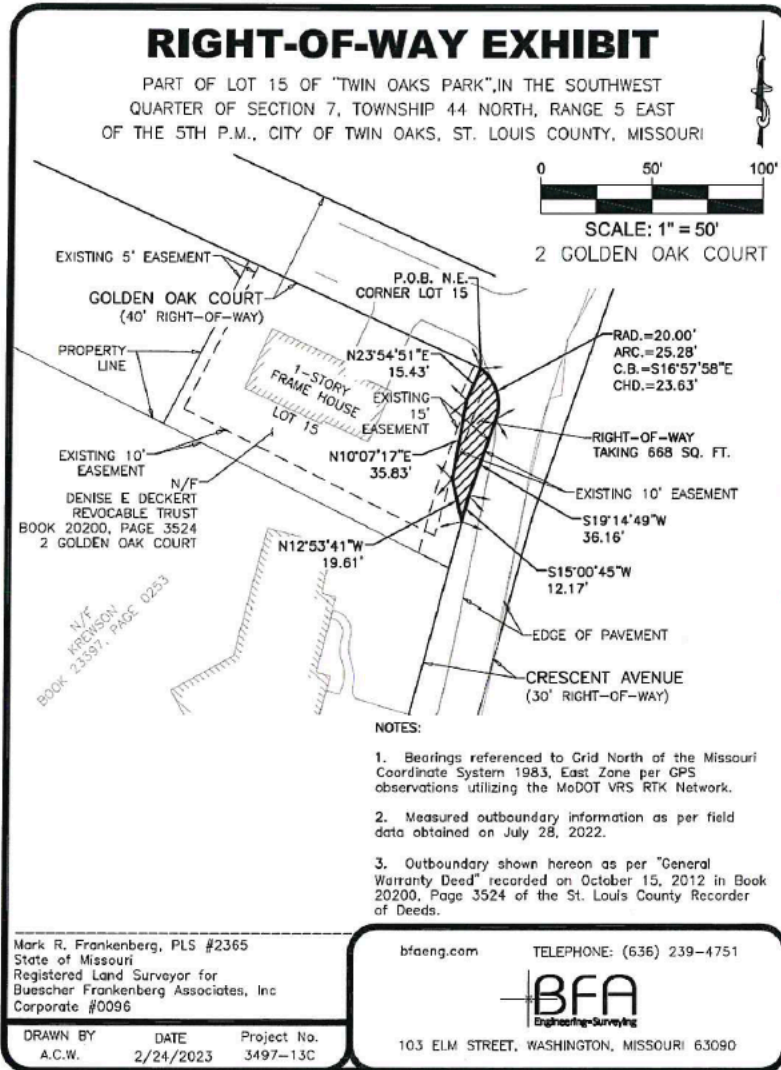 RIGHT-OF-WAY EXHIBIT
PART OF LOT 15 OF "TWIN OAKS PARK",IN THE SOUTHWEST
QUARTER OF SECTION 7, TOWNSHIP 44 NORTH, RANGE 5 EAST
OF THE 5TH P.M., CITY OF TWIN OAKS, ST. LOUIS COUNTY, MISSOURI
0 50' 100'
SCALE: 1" = 50'
2 GOLDEN OAK COURT
EXISTING 5' EASEMENT
GOLDEN OAK COURT
(40' RIGHT-OF-WAY)
PROPERTY
LINE
P.O.B. N.E.
CORNER LOT 15
N23°54'51"E
15.43'
RAD.=20.00'
ARC.=25.28'
C.B.=S16°57'58"E
CHD.=23.63'
1-STORY
FRAME HOUSE
LOT 15
EXISTING
15'
EASEMENT
RIGHT-OF-WAY
TAKING 668 SQ. FT.
N10°07'17"E
35.83'
EXISTING 10'
EASEMENT
EXISTING 10' EASEMENT
N/F
DENISE E DECKERT
REVOCABLE TRUST
BOOK 20200, PAGE 3524
2 GOLDEN OAK COURT
S19°14'49"W
36.16'
N12°53'41"W
19.61'
S15°00'45"W
12.17'
N/F
KREWSON
BOOK 23397, PAGE 0253
EDGE OF PAVEMENT
CRESCENT AVENUE
(30' RIGHT-OF-WAY)
NOTES:
1. Bearings referenced to Grid North of the Missouri
Coordinate System 1983, East Zone per GPS
observations utilizing the MoDOT VRS RTK Network.
2. Measured outboundary information as per field
data obtained on July 28, 2022.
3. Outboundary shown hereon as per "General
Warranty Deed" recorded on October 15, 2012 in Book
20200, Page 3524 of the St. Louis County Recorder
of Deeds.
Mark R. Frankenberg, PLS #2365
State of Missouri
Registered Land Surveyor for
Buescher Frankenberg Associates, Inc
Corporate #0096
DRAWN BY DATE Project No.
A.C.W. 2/24/2023 3497-13C
bfaeng.com TELEPHONE: (636) 239-4751
BFA
Engineering-Surveying
103 ELM STREET, WASHINGTON, MISSOURI 63090